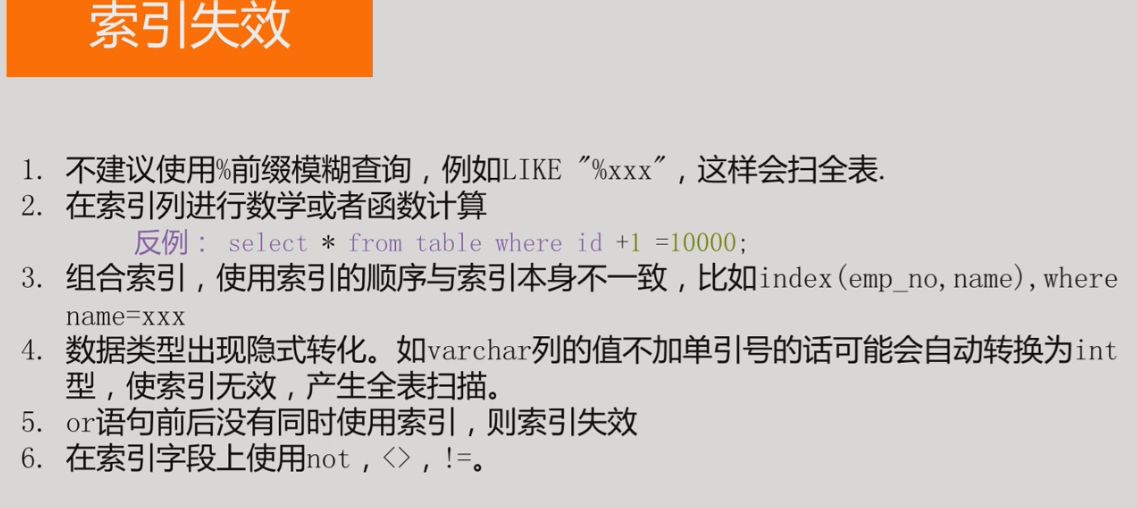 索引失效
1. 不建议使用%前缀模糊查询，例如LIKE "%xxx"，这样会扫全表.
2. 在索引列进行数学或者函数计算
反例： select * from table where id +1 =10000;
3. 组合索引，使用索引的顺序与索引本身不一致，比如index(emp_no,name),where
name=xxx
4. 数据类型出现隐式转化。如varchar列的值不加单引号的话可能会自动转换为int
型，使索引无效，产生全表扫描。
5. or语句前后没有同时使用索引，则索引失效
6. 在索引字段上使用not，<>，!=。